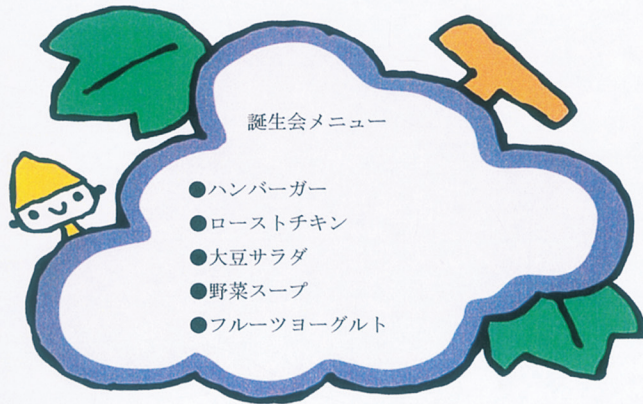 誕生会メニュー
●ハンバーガー
●ローストチキン
●大豆サラダ
●野菜スープ
●フルーツヨーグルト